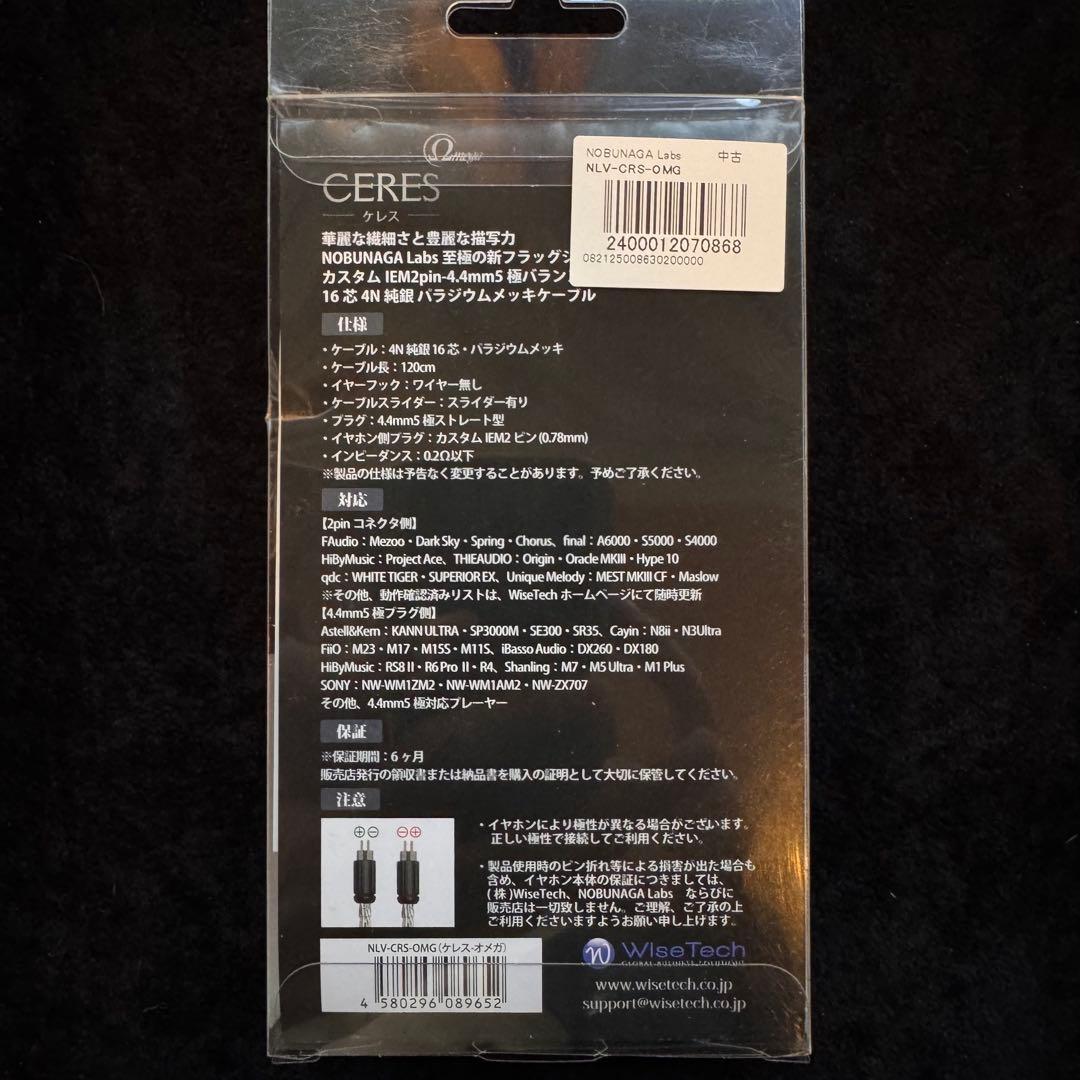 Omega
CERES
ケレス
NOBUNAGA Labs 中古
NLV-CRS-OMG
2400012070868
082125008630200000
華麗な繊細さと豊麗な描写力
NOBUNAGA Labs 至極の新フラッグシ
カスタム IEM2pin-4.4mm5 極バラン
16 芯 4N 純銀 パラジウムメッキケーブル
仕様
・ケーブル：4N 純銀 16 芯・パラジウムメッキ
・ケーブル長：120cm
・イヤーフック：ワイヤー無し
・ケーブルスライダー：スライダー有り
・プラグ：4.4mm5 極ストレート型
・イヤホン側プラグ：カスタム IEM2 ピン (0.78mm)
・インピーダンス：0.2Ω以下
※製品の仕様は予告なく変更することがあります。予めご了承ください。
対応
【2pin コネクタ側】
FAudio：Mezoo・Dark Sky・Spring・Chorus、final：A6000・S5000・S4000
HiByMusic：Project Ace、THIEAUDIO：Origin・Oracle MKIII・Hype 10
qdc：WHITE TIGER・SUPERIOR EX、Unique Melody：MEST MKIII CF・Maslow
※その他、動作確認済みリストは、WiseTech ホームページにて随時更新
【4.4mm5 極プラグ側】
Astell&Kern：KANN ULTRA・SP3000M・SE300・SR35、Cayin：N8ii・N3Ultra
FiiO：M23・M17・M15S・M11S、iBasso Audio：DX260・DX180
HiByMusic：RS8 II・R6 Pro II・R4、Shanling：M7・M5 Ultra・M1 Plus
SONY：NW-WM1ZM2・NW-WM1AM2・NW-ZX707
その他、4.4mm5 極対応プレーヤー
保証
※保証期間：6ヶ月
販売店発行の領収書または納品書を購入の証明として大切に保管してください。
注意
⊕⊖ ⊖⊕
・イヤホンにより極性が異なる場合がございます。
正しい極性で接続してご利用ください。
・製品使用時のピン折れ等による損害が出た場合も
含め、イヤホン本体の保証につきましては、
(株)WiseTech、NOBUNAGA Labs ならびに
販売店は一切致しません。ご理解、ご了承の上
ご利用くださいますようお願い申し上げます。
NLV-CRS-OMG（ケレス-オメガ）
4 580296 089652
WiseTech
GLOBAL BUSINESS SOLUTIONS
www.wisetech.co.jp
support@wisetech.co.jp